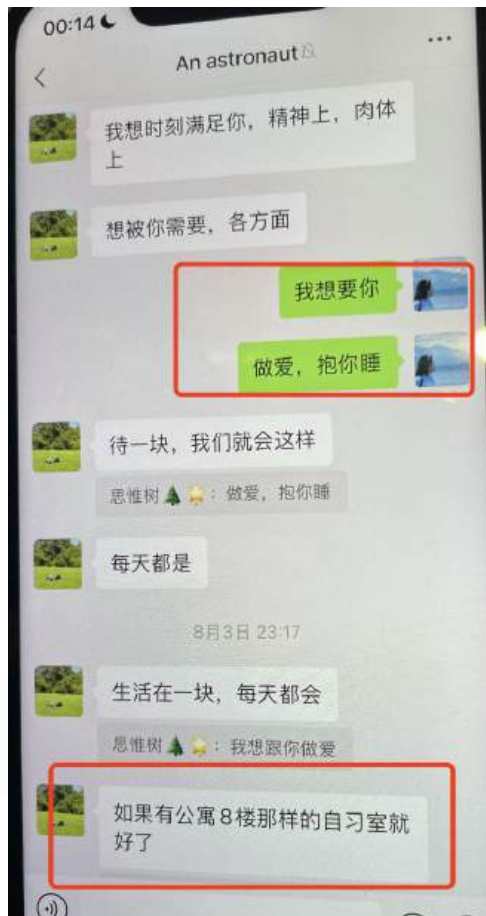 00:14
An astronaut
我想时刻满足你，精神上，肉体
上
想被你需要，各方面
我想要你
做爱，抱你睡
待一块，我们就会这样
思惟树🌲🌟：做爱，抱你睡
每天都是
8月3日 23:17
生活在一块，每天都会
思惟树🌲🌟：我想跟你做爱
如果有公寓8楼那样的自习室就
好了